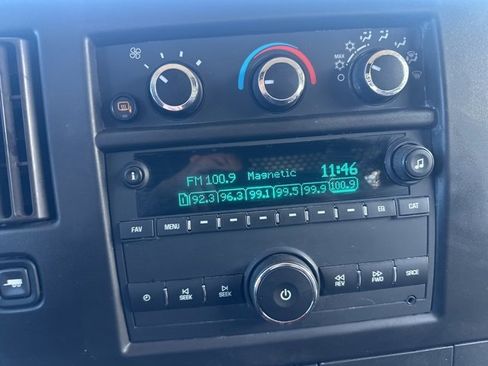 MAX
FM 100.9 Magnetic 11:46
1 92.3 96.3 99.1 99.5 99.9 100.9
FAV MENU EQ CAT
SEEK SEEK REV FWD SRCE